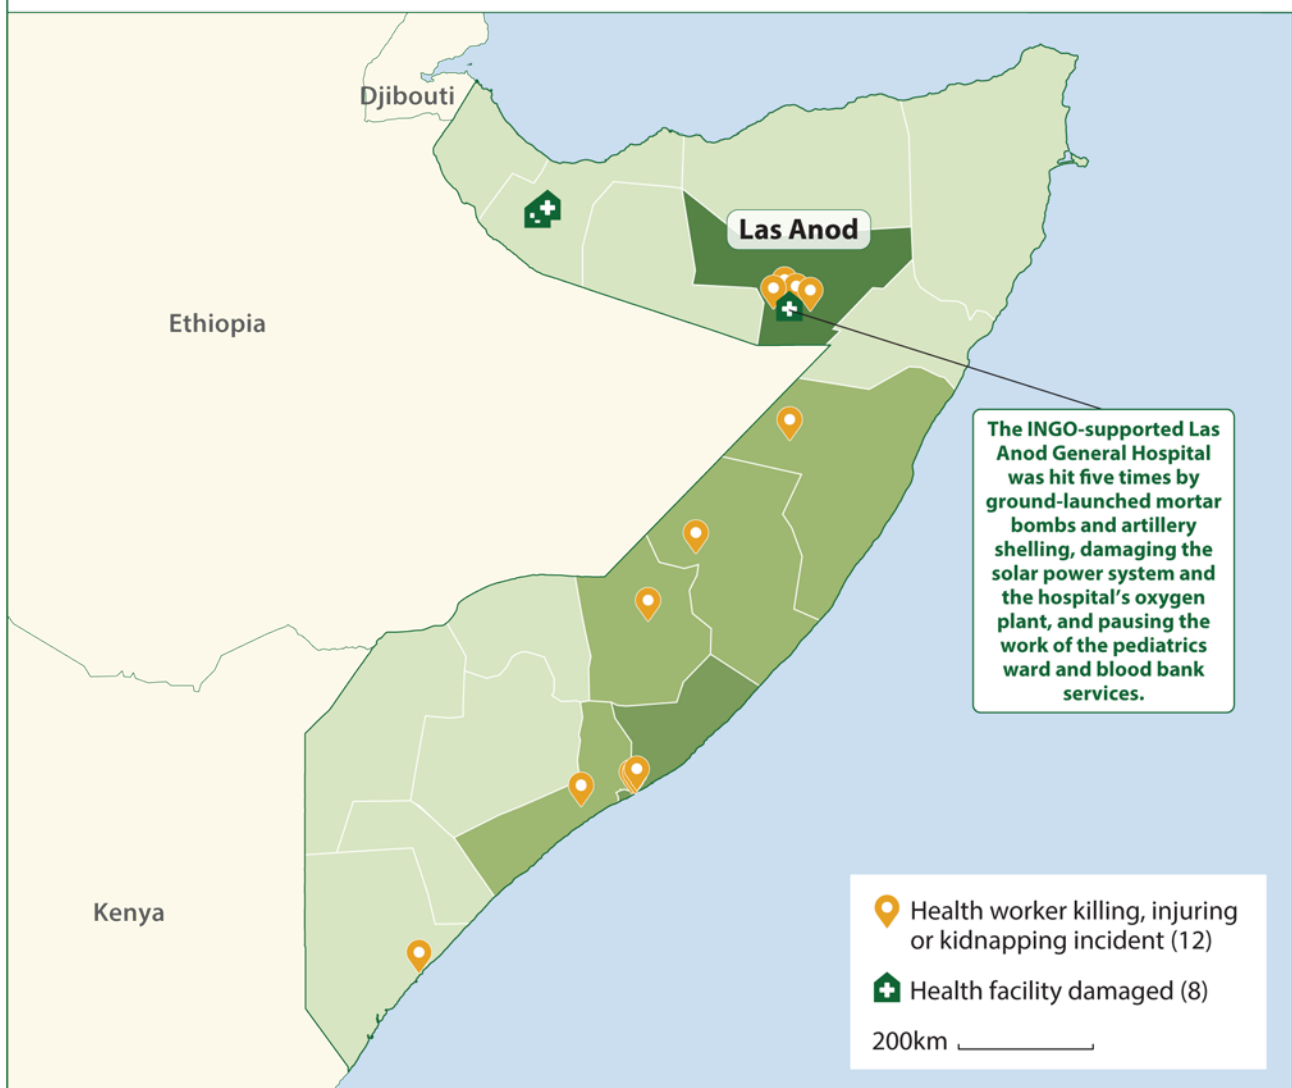 Djibouti
Las Anod
Ethiopia
The INGO-supported Las
Anod General Hospital
was hit five times by
ground-launched mortar
bombs and artillery
shelling, damaging the
solar power system and
the hospital's oxygen
plant, and pausing the
work of the pediatrics
ward and blood bank
services.
Kenya
Health worker killing, injuring
or kidnapping incident (12)
Health facility damaged (8)
200km